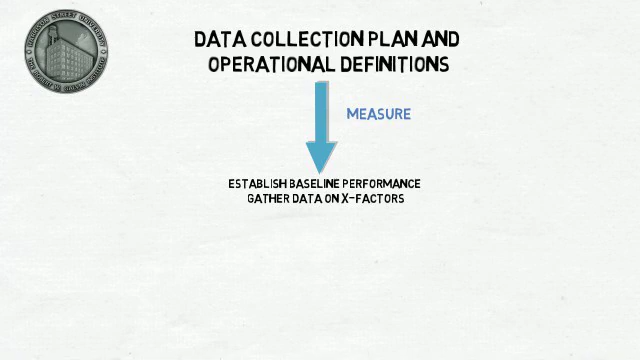 DATA COLLECTION PLAN AND
OPERATIONAL DEFINITIONS
MEASURE
ESTABLISH BASELINE PERFORMANCE
GATHER DATA ON X-FACTORS